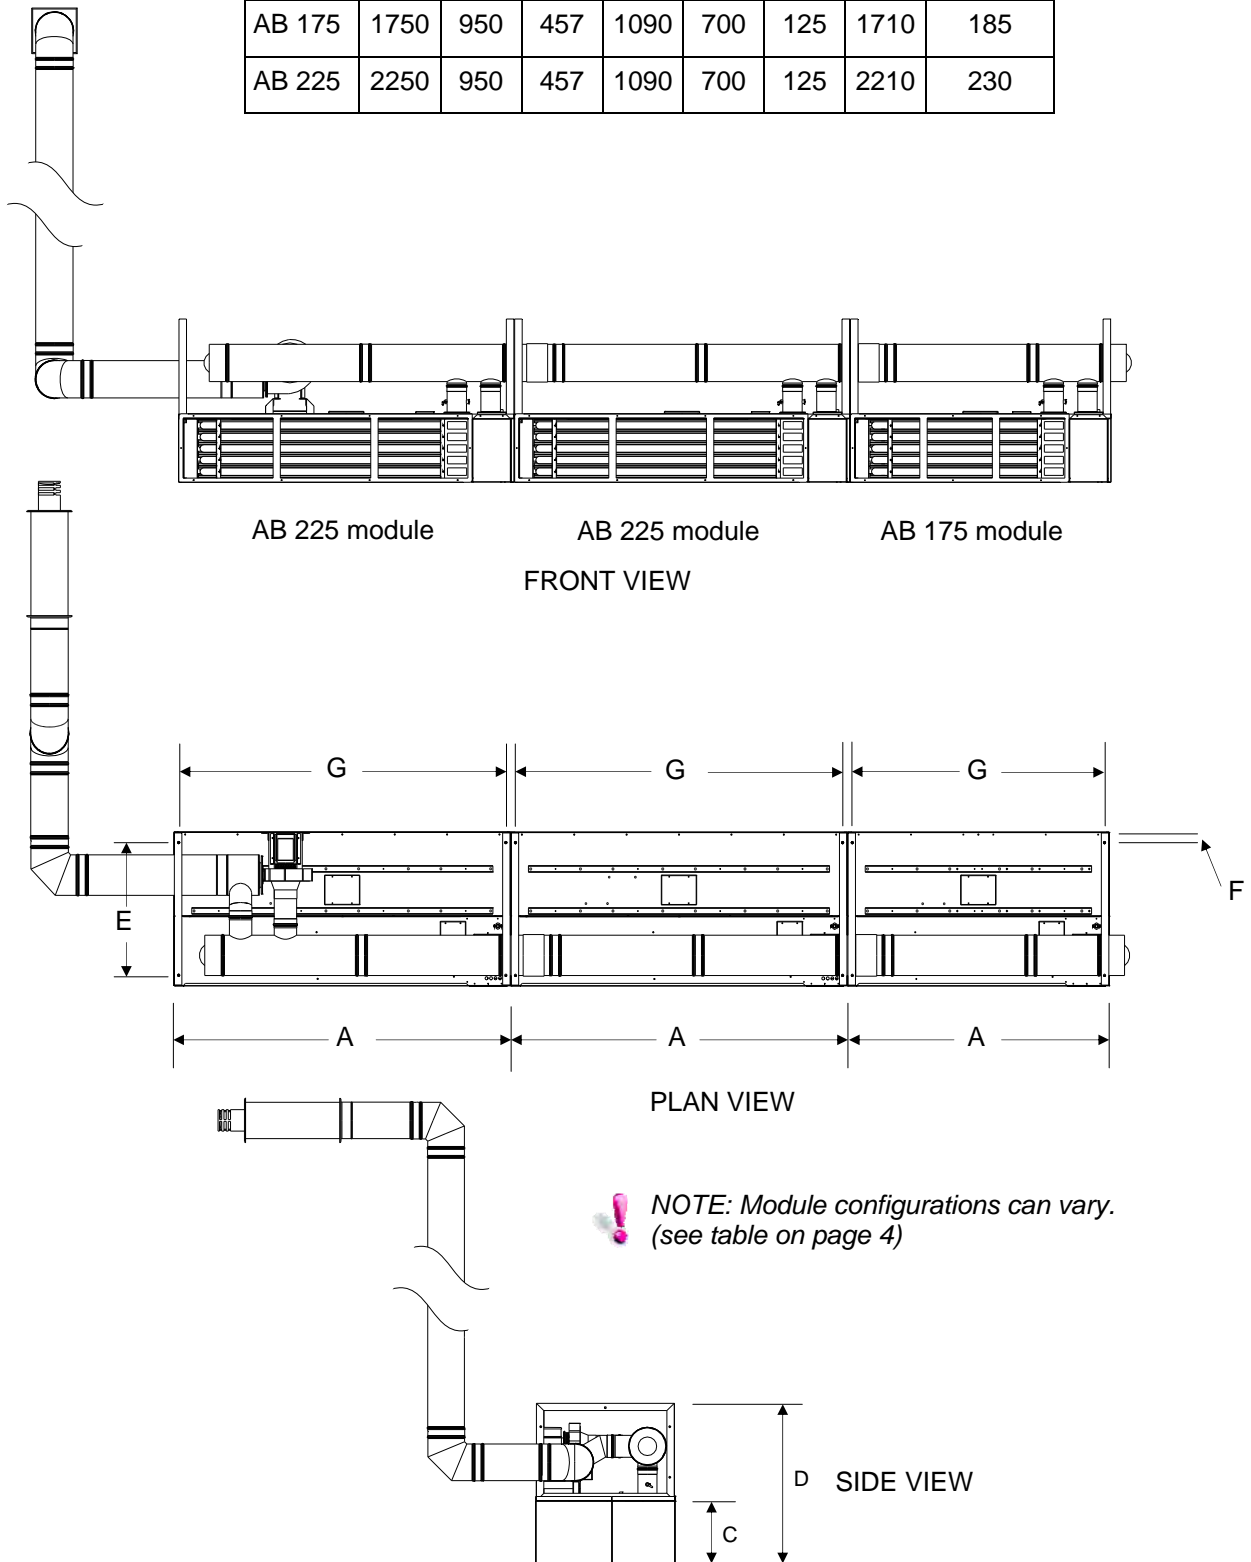 AB 175 1750 950 457 1090 700 125 1710 185
AB 225 2250 950 457 1090 700 125 2210 230
AB 225 module AB 225 module AB 175 module
FRONT VIEW
G G G
E
F
A A A
PLAN VIEW
NOTE: Module configurations can vary.
(see table on page 4)
D SIDE VIEW
C